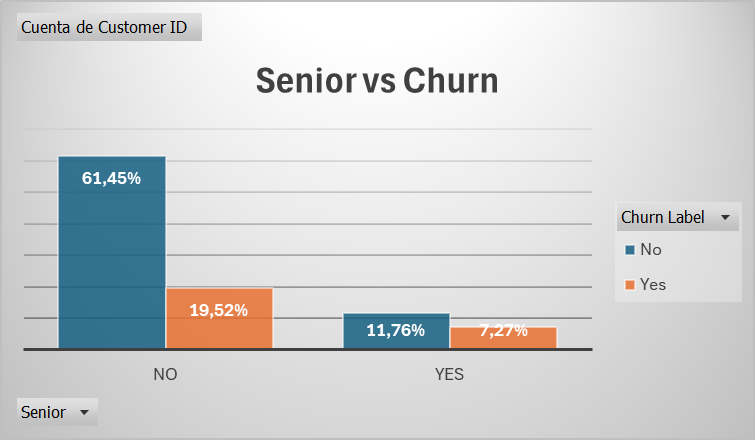 Cuenta de Customer ID
Senior vs Churn
61,45%
19,52%
11,76%
7,27%
NO
YES
Churn Label
No
Yes
Senior